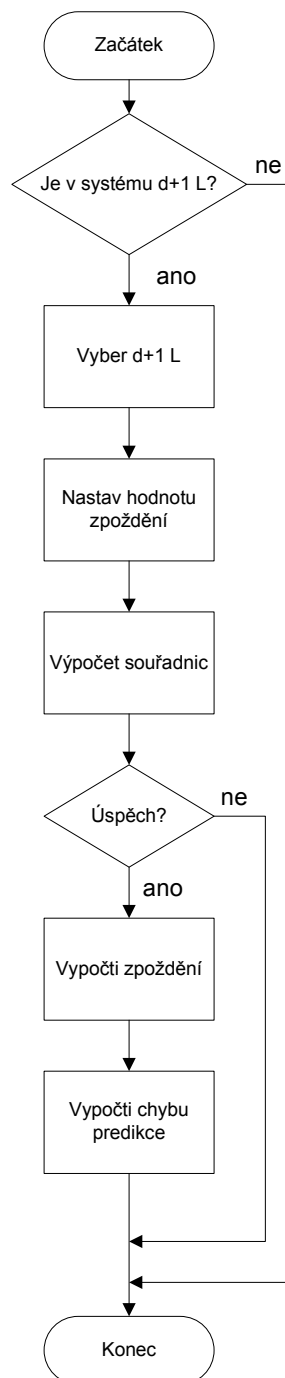 Začátek
Je v systému d+1 L?
ne
ano
Vyber d+1 L
Nastav hodnotu
zpoždění
Výpočet souřadnic
Úspěch?
ne
ano
Vypočti zpoždění
Vypočti chybu
predikce
Konec